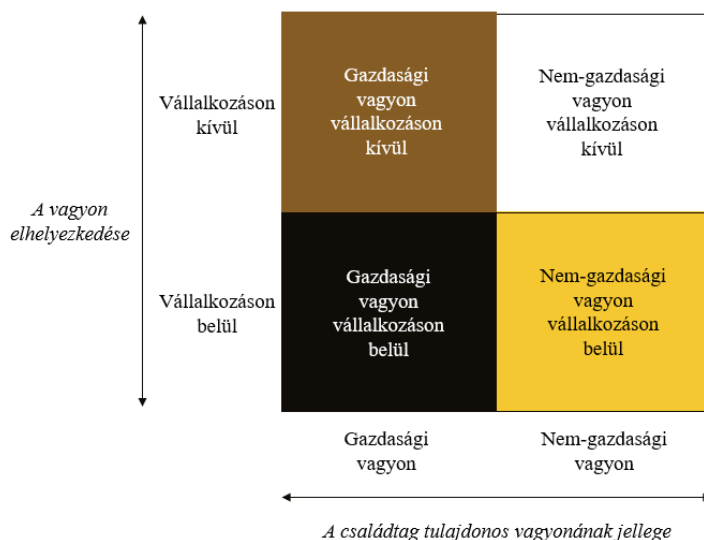 Vállalkozáson
kívül
Gazdasági
vagyon
vállalkozáson
kívül
Nem-gazdasági
vagyon
vállalkozáson
kívül
A vagyon
elhelyezkedése
Vállalkozáson
belül
Gazdasági
vagyon
vállalkozáson
belül
Nem-gazdasági
vagyon
vállalkozáson
belül
Gazdasági
vagyon
Nem-gazdasági
vagyon
A családtag tulajdonos vagyonának jellege